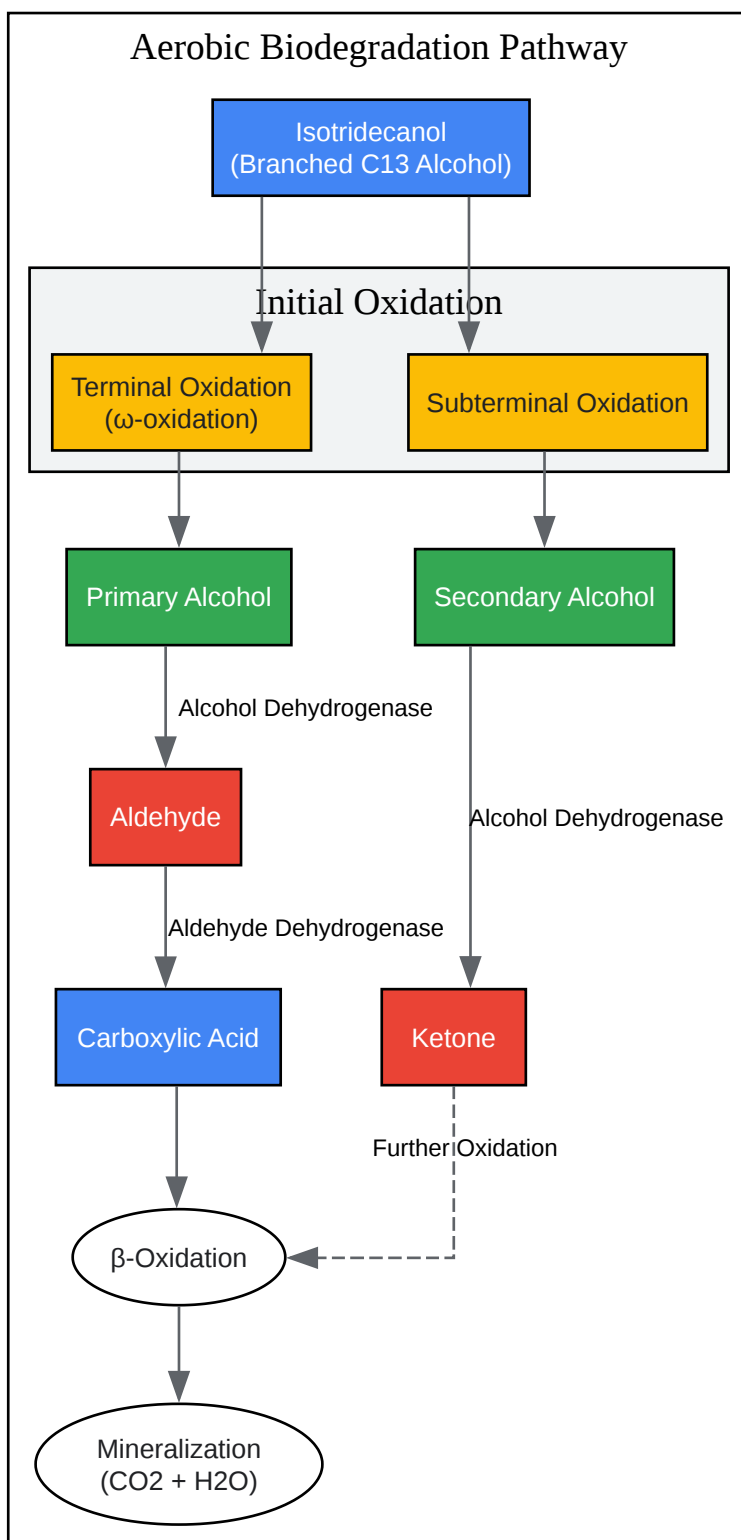 Aerobic Biodegradation Pathway
Isotridecanol
(Branched C13 Alcohol)
Initial Oxidation
Terminal Oxidation
(ω-oxidation)
Subterminal Oxidation
Primary Alcohol
Secondary Alcohol
Alcohol Dehydrogenase
Aldehyde
Alcohol Dehydrogenase
Aldehyde Dehydrogenase
Carboxylic Acid
Ketone
Further Oxidation
β-Oxidation
Mineralization
(CO2 + H2O)